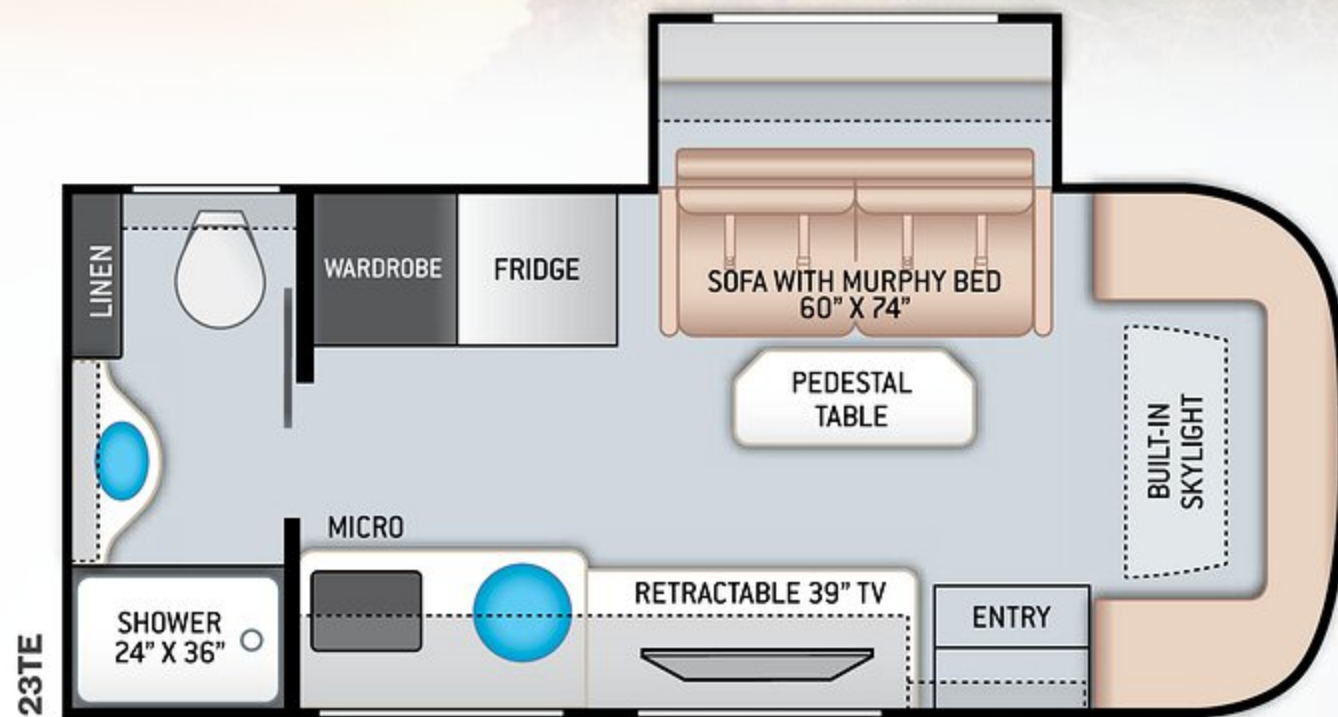 LINEN
WARDROBE
FRIDGE
SOFA WITH MURPHY BED
60" X 74"
PEDESTAL
TABLE
BUILT-IN
SKYLIGHT
MICRO
RETRACTABLE 39" TV
ENTRY
SHOWER
24" X 36"
23TE